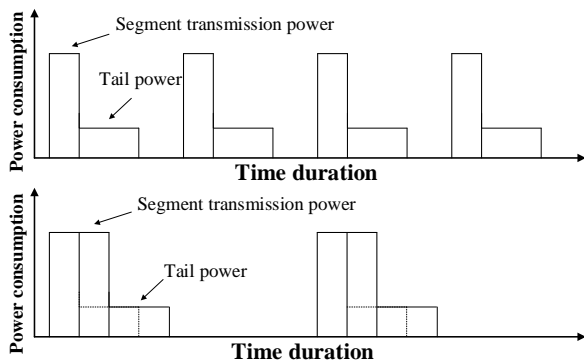 Segment transmission power
Tail power
Power consumption
Time duration
Segment transmission power
Tail power
Power consumption
Time duration